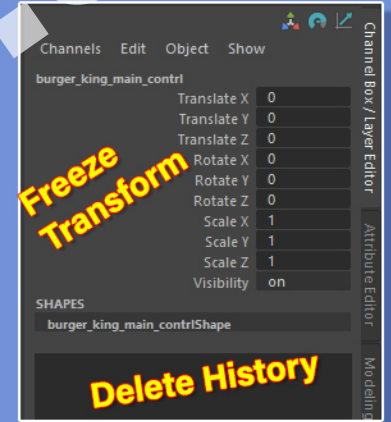 Channels Edit Object Show
burger_king_main_contrl
Translate X 0
Translate Y 0
Translate Z 0
Rotate X 0
Rotate Y 0
Rotate Z 0
Scale X 1
Scale Y 1
Scale Z 1
Visibility on
Freeze
Transform
SHAPES
burger_king_main_contrlShape
Delete History
Channel Box / Layer Editor
Attribute Editor
Modeling